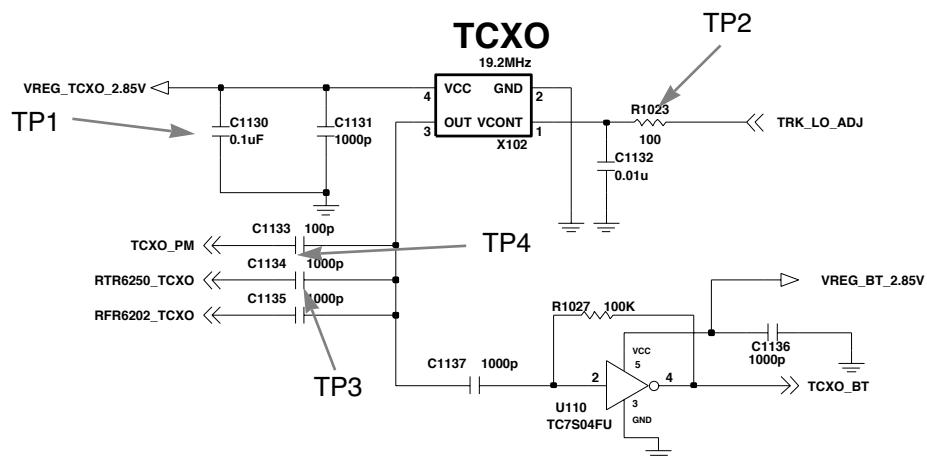 TCXO
TP2
19.2MHz
VREG_TCXO_2.85V
VCC GND
4
2
R1023
TP1
C1130
0.1uF
C1131
1000p
OUT VCONT
3
1
100
TRK_LO_ADJ
X102
C1132
0.01u
C1133 100p
TCXO_PM
TP4
C1134 1000p
RTR6250_TCXO
C1135 1000p
RFR6202_TCXO
VREG_BT_2.85V
R1027 100K
TP3
C1137 1000p
VCC
5
C1136
1000p
2
4
TCXO_BT
U110
TC7S04FU
3
GND